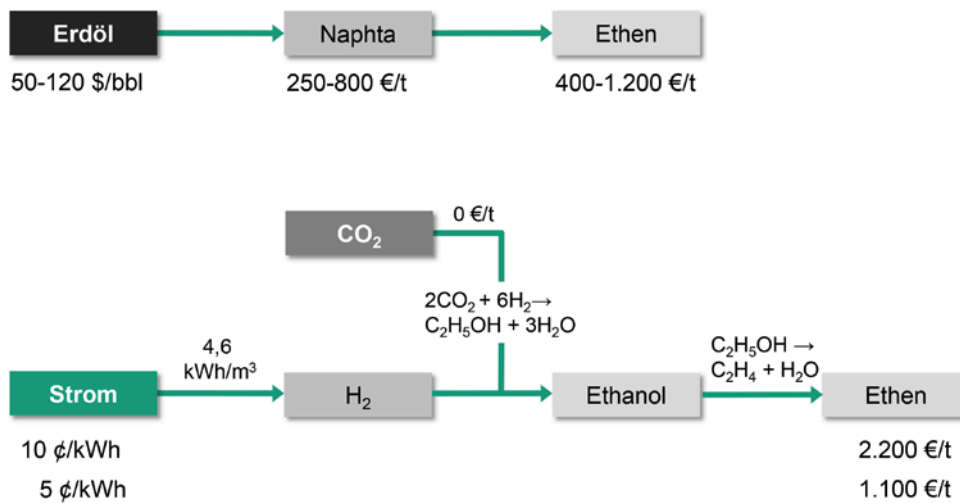 Erdöl
Naphta
Ethen
50-120 $/bbl
250-800 €/t
400-1.200 €/t
CO₂
0 €/t
2CO₂ + 6H₂→
C₂H₅OH + 3H₂O
4,6
kWh/m³
C₂H₅OH →
C₂H₄ + H₂O
Strom
H₂
Ethanol
Ethen
10 ¢/kWh
2.200 €/t
5 ¢/kWh
1.100 €/t